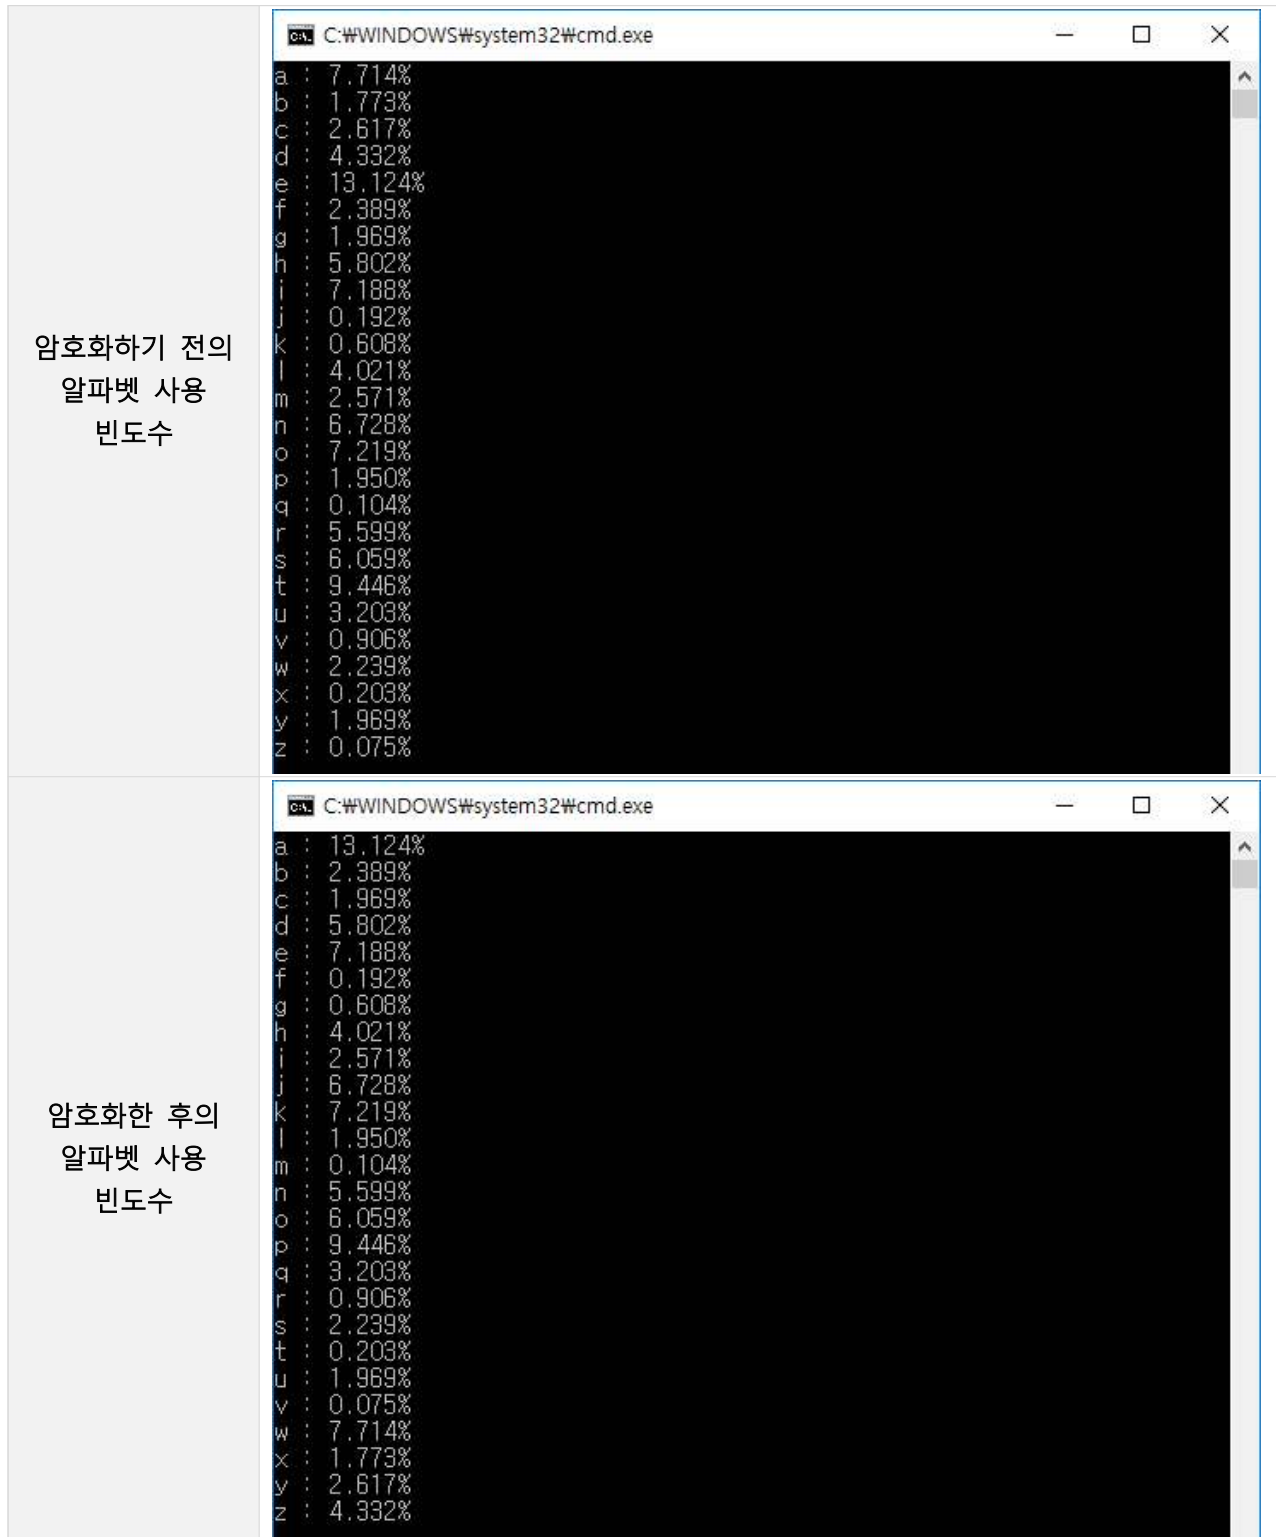 C:₩WINDOWS₩system32₩cmd.exe
암호화하기 전의
알파벳 사용
빈도수
a : 7.714%
b : 1.773%
c : 2.617%
d : 4.332%
e : 13.124%
f : 2.389%
g : 1.969%
h : 5.802%
i : 7.188%
j : 0.192%
k : 0.608%
l : 4.021%
m : 2.571%
n : 6.728%
o : 7.219%
p : 1.950%
q : 0.104%
r : 5.599%
s : 6.059%
t : 9.446%
u : 3.203%
v : 0.906%
w : 2.239%
x : 0.203%
y : 1.969%
z : 0.075%
C:₩WINDOWS₩system32₩cmd.exe
암호화한 후의
알파벳 사용
빈도수
a : 13.124%
b : 2.389%
c : 1.969%
d : 5.802%
e : 7.188%
f : 0.192%
g : 0.608%
h : 4.021%
i : 2.571%
j : 6.728%
k : 7.219%
l : 1.950%
m : 0.104%
n : 5.599%
o : 6.059%
p : 9.446%
q : 3.203%
r : 0.906%
s : 2.239%
t : 0.203%
u : 1.969%
v : 0.075%
w : 7.714%
x : 1.773%
y : 2.617%
z : 4.332%